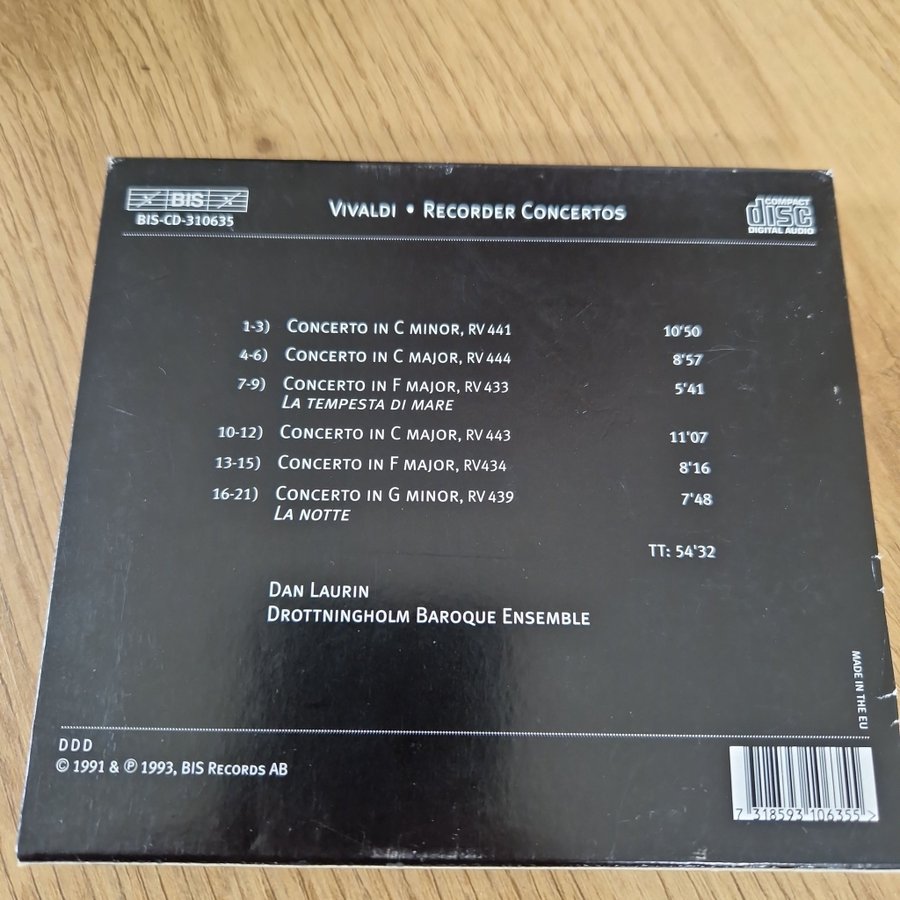 BIS
BIS-CD-310635
Vivaldi • Recorder Concertos
COMPACT
disc
DIGITAL AUDIO
1-3) Concerto in C minor, RV 441 10'50
4-6) Concerto in C major, RV 444 8'57
7-9) Concerto in F major, RV 433 5'41
La tempesta di mare
10-12) Concerto in C major, RV 443 11'07
13-15) Concerto in F major, RV434 8'16
16-21) Concerto in G minor, RV 439 7'48
La notte
TT: 54'32
Dan Laurin
Drottningholm Baroque Ensemble
MADE IN THE EU
DDD
© 1991 & ℗ 1993, BIS Records AB
7 318593 106355 >